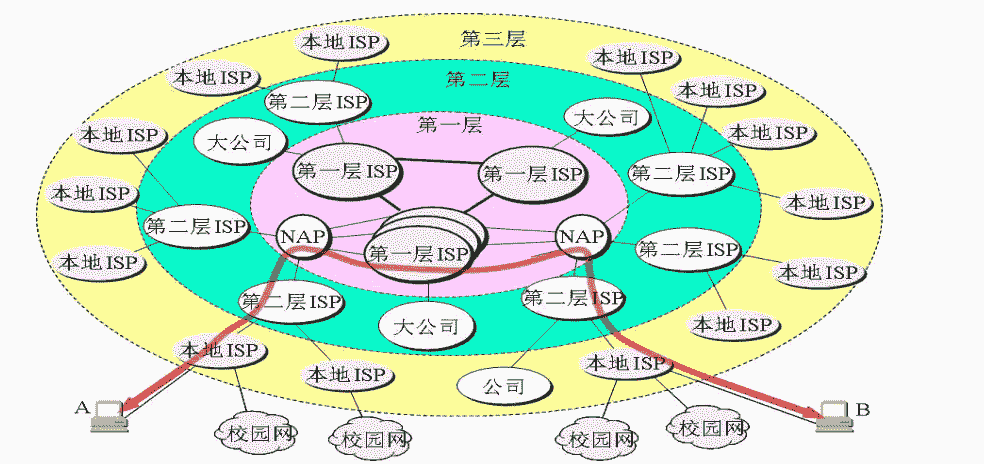 第三层
本地ISP
本地ISP
第二层
本地ISP
本地ISP
第二层ISP
大公司
第一层
本地ISP
大公司
本地ISP
第一层ISP
第一层ISP
第二层ISP
本地ISP
本地ISP
第二层ISP
NAP
NAP
第一层ISP
第二层ISP
本地ISP
本地ISP
第二层ISP
第二层ISP
大公司
本地ISP
本地ISP
本地ISP
本地ISP
公司
A
B
校园网
校园网
校园网
校园网